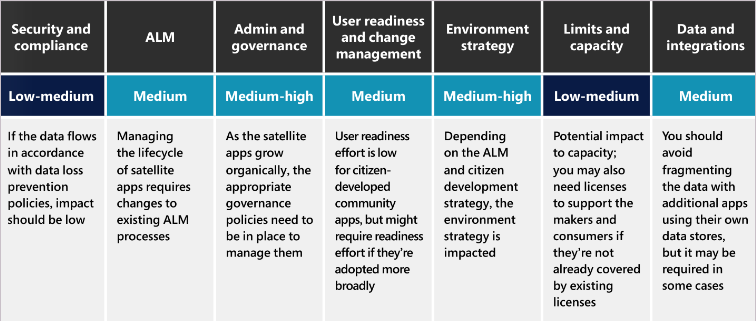 Security and
compliance
ALM
Admin and
governance
User readiness
and change
management
Environment
strategy
Limits and
capacity
Data and
integrations
Low-medium
Medium
Medium-high
Medium
Medium-high
Low-medium
Medium
If the data flows
in accordance
with data loss
prevention
policies, impact
should be low
Managing
the lifecycle
of satellite
apps requires
changes to
existing ALM
processes
As the satellite
apps grow
organically, the
appropriate
governance
policies need to
be in place to
manage them
User readiness
effort is low
for citizen-
developed
community
apps, but might
require readiness
effort if they're
adopted more
broadly
Depending
on the ALM
and citizen
development
strategy, the
environment
strategy is
impacted
Potential impact
to capacity;
you may also
need licenses
to support the
makers and
consumers if
they're not
already covered
by existing
licenses
You should
avoid
fragmenting
the data with
additional apps
using their own
data stores,
but it may be
required in
some cases